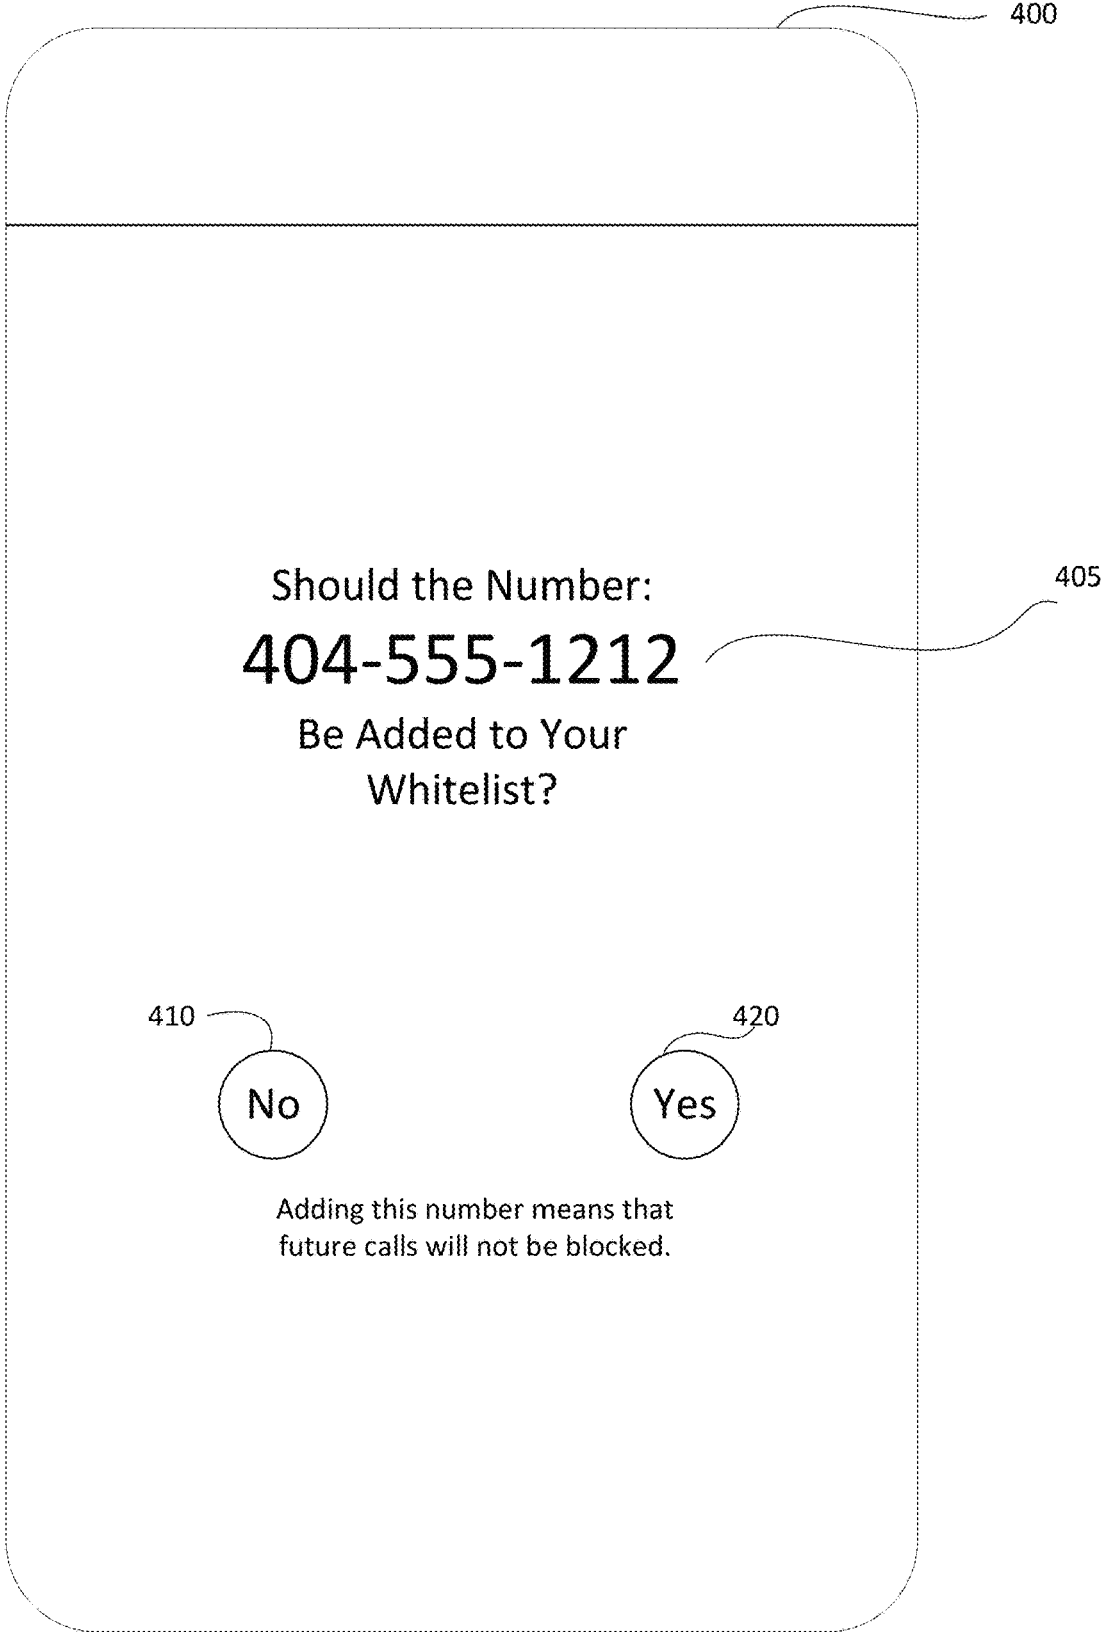 400
Should the Number:
405
404-555-1212
Be Added to Your
Whitelist?
410
420
No
Yes
Adding this number means that
future calls will not be blocked.